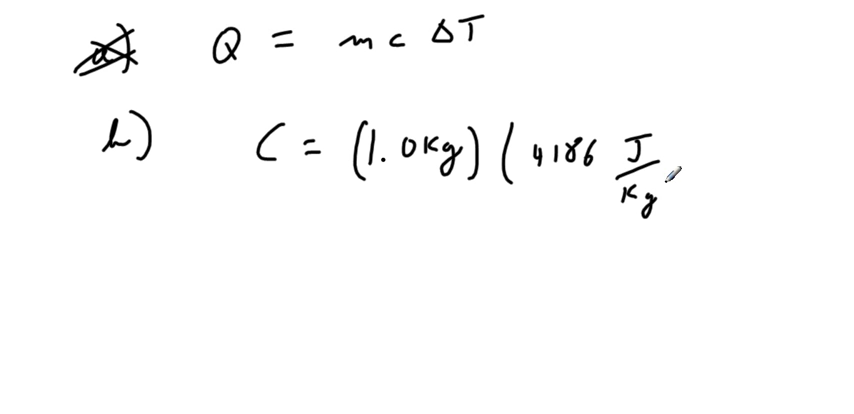 Q = mc ΔT
h) C = (1.0kg) ( 4186 J/kg